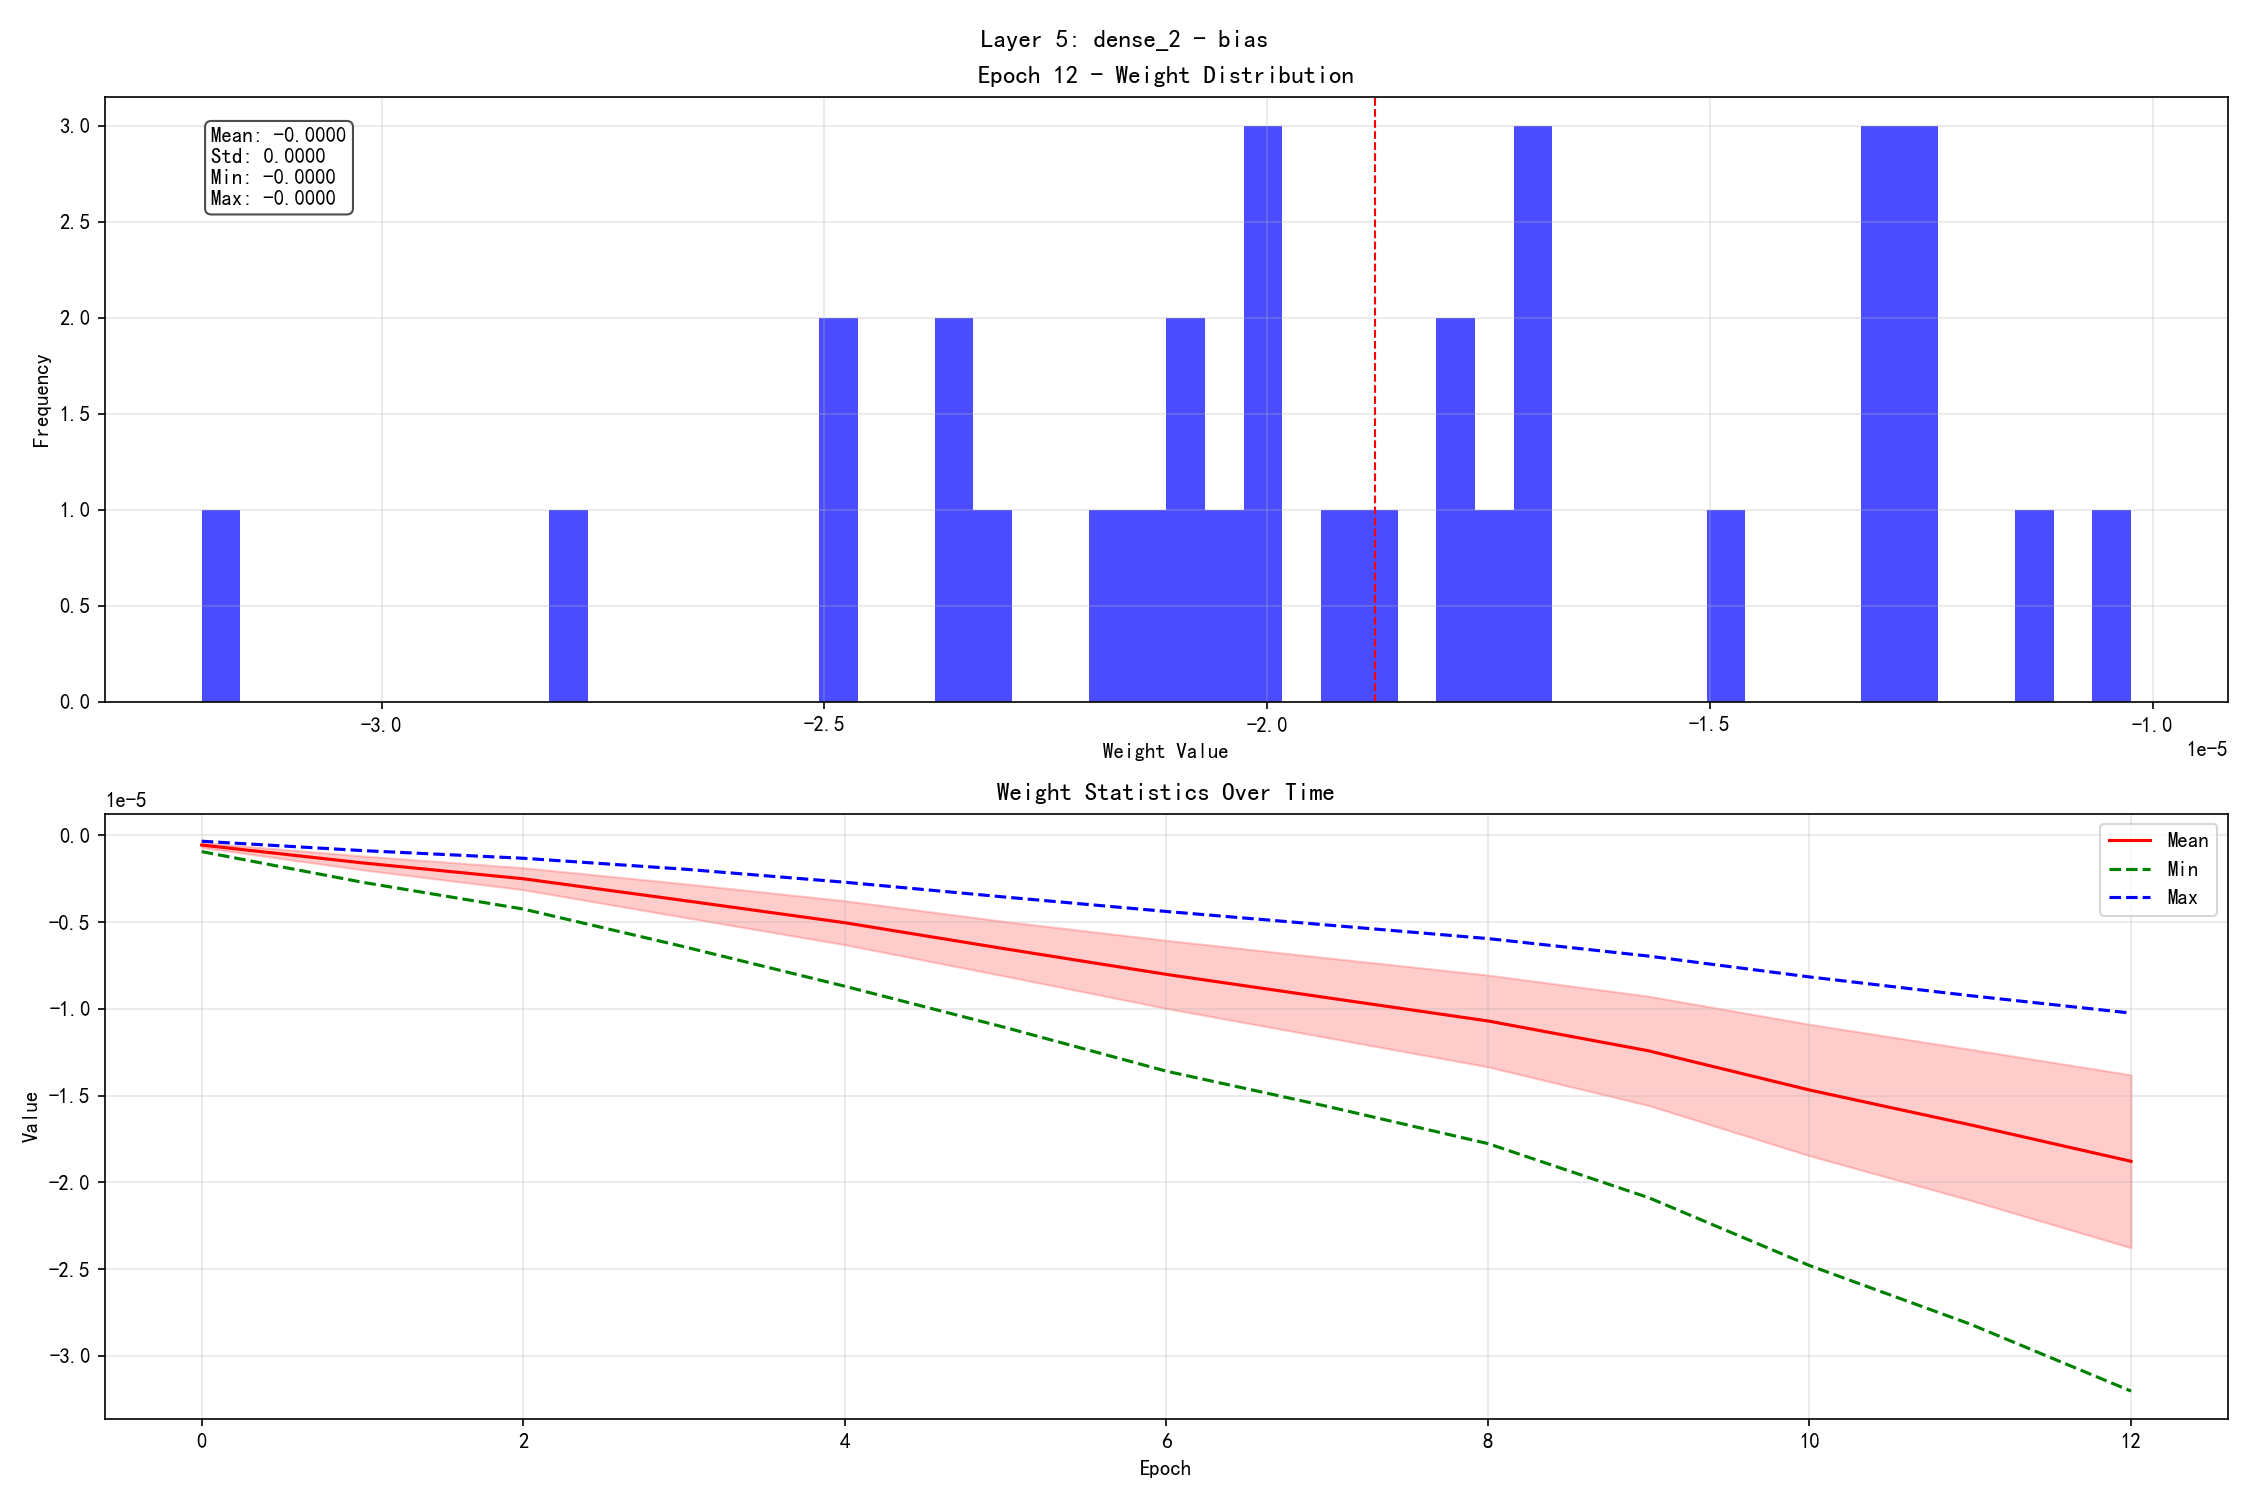 Layer 5: dense_2 - bias
Epoch 12 - Weight Distribution
Mean: -0.0000
Std: 0.0000
Min: -0.0000
Max: -0.0000
3.0
2.5
2.0
1.5
1.0
0.5
0.0
Frequency
-3.0 -2.5 -2.0 -1.5 -1.0
Weight Value
1e-5
Weight Statistics Over Time
1e-5
Mean
Min
Max
0.0
-0.5
-1.0
-1.5
-2.0
-2.5
-3.0
Value
0 2 4 6 8 10 12
Epoch